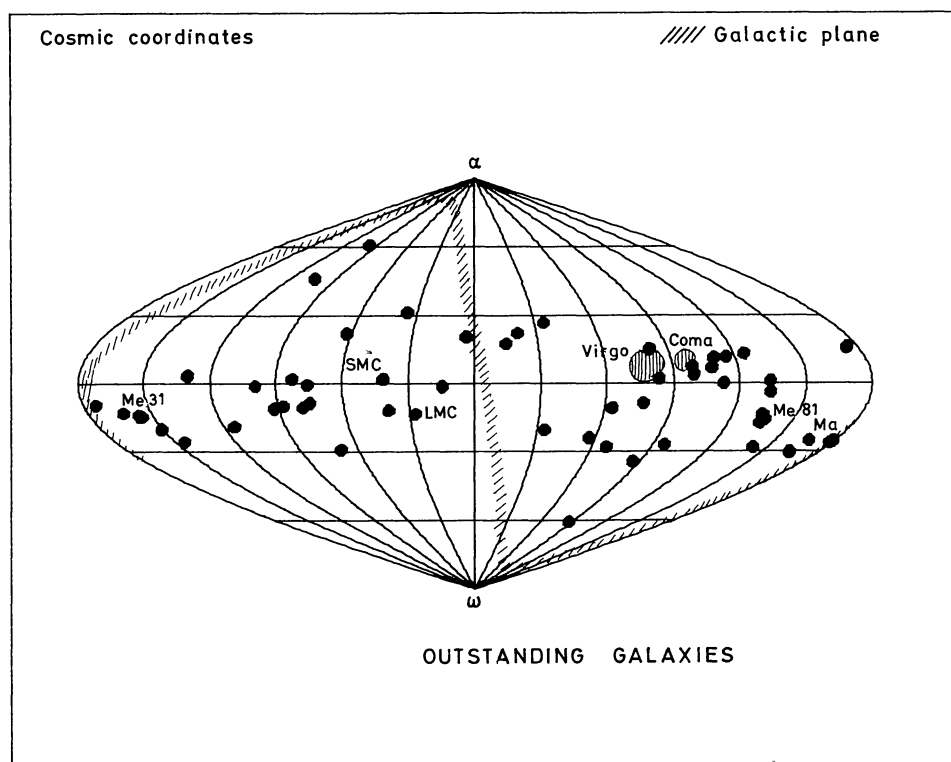 Cosmic coordinates
Galactic plane
α
Virgo
Coma
SMC
Me 31
LMC
Me 81
Ma
ω
OUTSTANDING GALAXIES